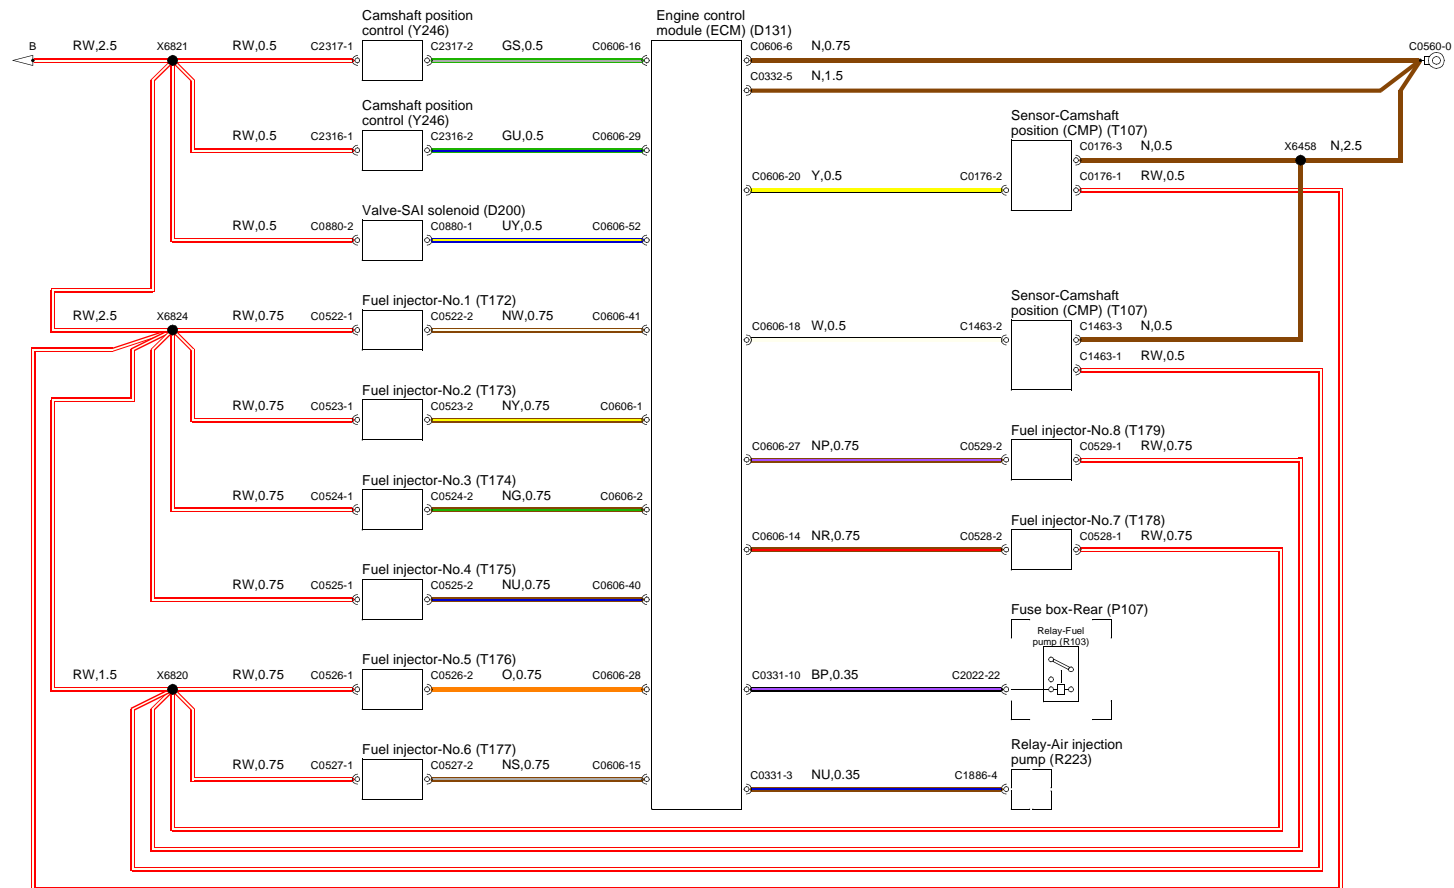 Camshaft position
control (Y246)
Engine control
module (ECM) (D131)
B RW,2.5 X6821 RW,0.5 C2317-1 C2317-2 GS,0.5 C0606-16 C0606-6 N,0.75 C0560-0
C0332-5 N,1.5
Camshaft position
control (Y246)
RW,0.5 C2316-1 C2316-2 GU,0.5 C0606-29
Sensor-Camshaft
position (CMP) (T107)
C0176-3 N,0.5 X6458 N,2.5
C0606-20 Y,0.5 C0176-2 C0176-1 RW,0.5
Valve-SAI solenoid (D200)
RW,0.5 C0880-2 C0880-1 UY,0.5 C0606-52
Fuel injector-No.1 (T172)
RW,2.5 X6824 RW,0.75 C0522-1 C0522-2 NW,0.75 C0606-41
Sensor-Camshaft
position (CMP) (T107)
C0606-18 W,0.5 C1463-2 C1463-3 N,0.5
C1463-1 RW,0.5
Fuel injector-No.2 (T173)
RW,0.75 C0523-1 C0523-2 NY,0.75 C0606-1
Fuel injector-No.8 (T179)
C0606-27 NP,0.75 C0529-2 C0529-1 RW,0.75
Fuel injector-No.3 (T174)
RW,0.75 C0524-1 C0524-2 NG,0.75 C0606-2
Fuel injector-No.7 (T178)
C0606-14 NR,0.75 C0528-2 C0528-1 RW,0.75
Fuel injector-No.4 (T175)
RW,0.75 C0525-1 C0525-2 NU,0.75 C0606-40
Fuse box-Rear (P107)
Relay-Fuel
pump (R103)
Fuel injector-No.5 (T176)
RW,1.5 X6820 RW,0.75 C0526-1 C0526-2 O,0.75 C0606-28 C0331-10 BP,0.35 C2022-22
Fuel injector-No.6 (T177)
RW,0.75 C0527-1 C0527-2 NS,0.75 C0606-15
Relay-Air injection
pump (R223)
C0331-3 NU,0.35 C1886-4